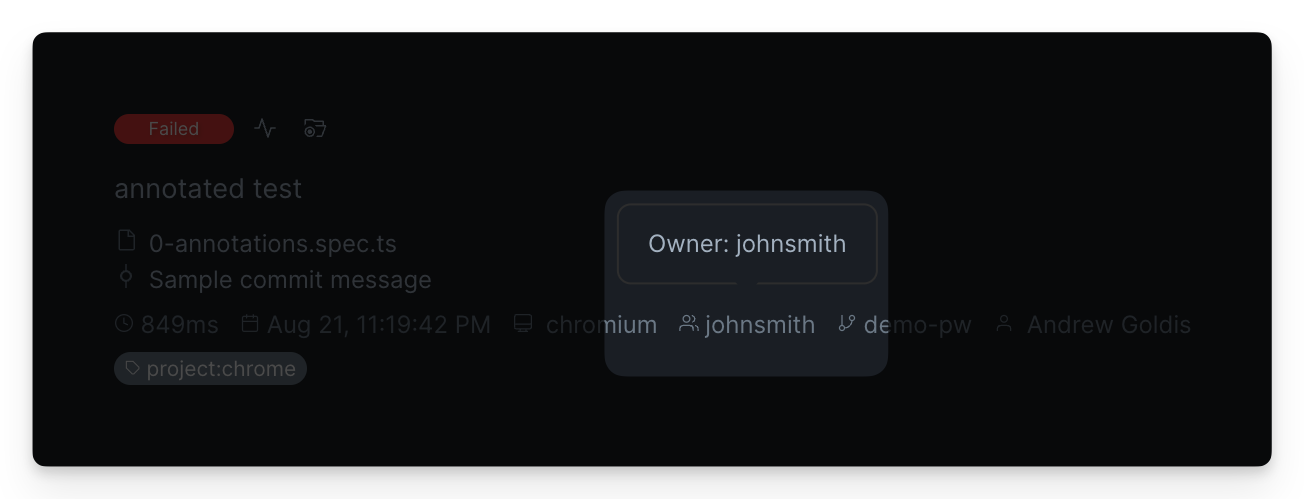 Failed
annotated test
Owner: johnsmith
0-annotations.spec.ts
Sample commit message
849ms Aug 21, 11:19:42 PM chromium johnsmith demo-pw Andrew Goldis
project:chrome